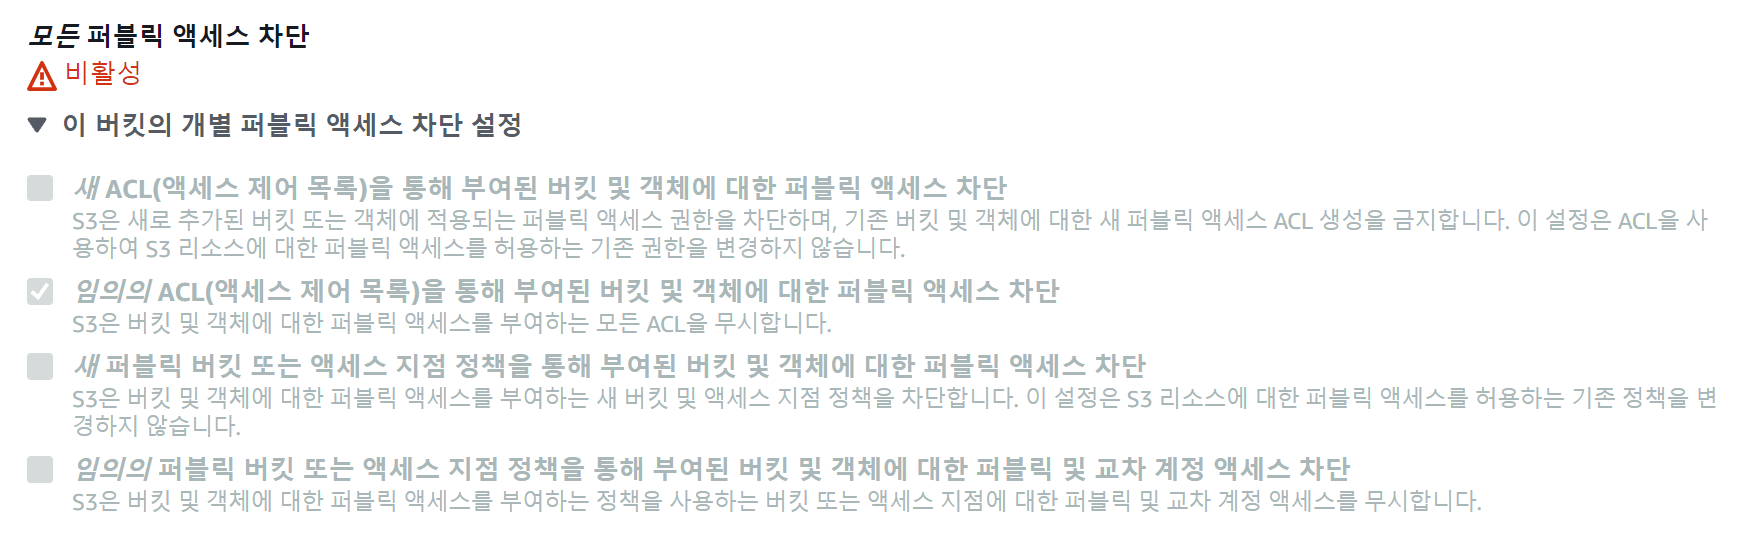 모든 퍼블릭 액세스 차단
비활성
이 버킷의 개별 퍼블릭 액세스 차단 설정
새 ACL(액세스 제어 목록)을 통해 부여된 버킷 및 객체에 대한 퍼블릭 액세스 차단
S3은 새로 추가된 버킷 또는 객체에 적용되는 퍼블릭 액세스 권한을 차단하며, 기존 버킷 및 객체에 대한 새 퍼블릭 액세스 ACL 생성을 금지합니다. 이 설정은 ACL을 사
용하여 S3 리소스에 대한 퍼블릭 액세스를 허용하는 기존 권한을 변경하지 않습니다.
임의의 ACL(액세스 제어 목록)을 통해 부여된 버킷 및 객체에 대한 퍼블릭 액세스 차단
S3은 버킷 및 객체에 대한 퍼블릭 액세스를 부여하는 모든 ACL을 무시합니다.
새 퍼블릭 버킷 또는 액세스 지점 정책을 통해 부여된 버킷 및 객체에 대한 퍼블릭 액세스 차단
S3은 버킷 및 객체에 대한 퍼블릭 액세스를 부여하는 새 버킷 및 액세스 지점 정책을 차단합니다. 이 설정은 S3 리소스에 대한 퍼블릭 액세스를 허용하는 기존 정책을 변
경하지 않습니다.
임의의 퍼블릭 버킷 또는 액세스 지점 정책을 통해 부여된 버킷 및 객체에 대한 퍼블릭 및 교차 계정 액세스 차단
S3은 버킷 및 객체에 대한 퍼블릭 액세스를 부여하는 정책을 사용하는 버킷 또는 액세스 지점에 대한 퍼블릭 및 교차 계정 액세스를 무시합니다.